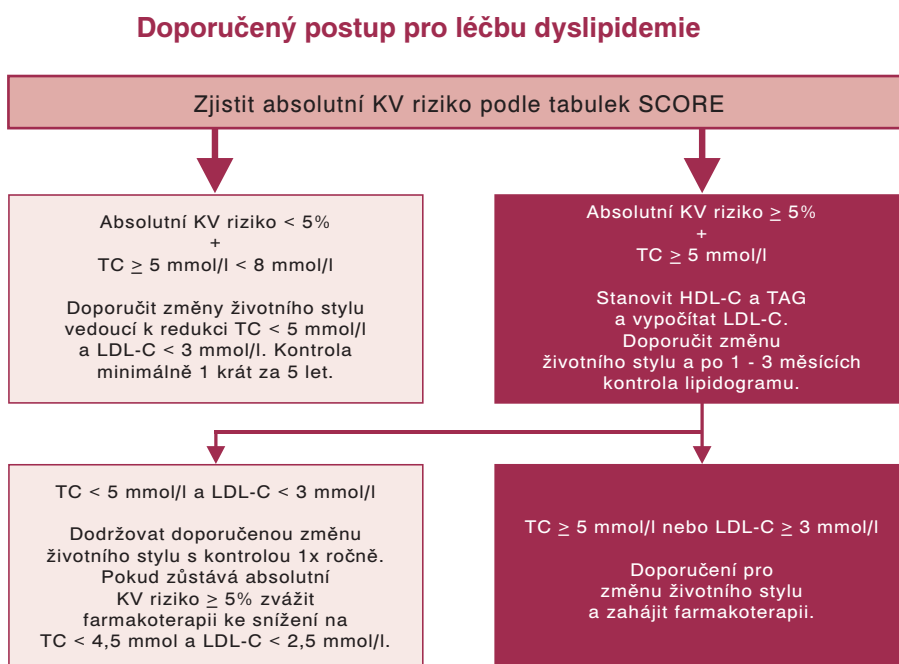 Doporučený postup pro léčbu dyslipidemie
Zjistit absolutní KV riziko podle tabulek SCORE
Absolutní KV riziko < 5%
+
TC ≥ 5 mmol/l < 8 mmol/l
Doporučit změny životního stylu
vedoucí k redukci TC < 5 mmol/l
a LDL-C < 3 mmol/l. Kontrola
minimálně 1 krát za 5 let.
Absolutní KV riziko ≥ 5%
+
TC ≥ 5 mmol/l
Stanovit HDL-C a TAG
a vypočítat LDL-C.
Doporučit změnu
životního stylu a po 1 - 3 měsících
kontrola lipidogramu.
TC < 5 mmol/l a LDL-C < 3 mmol/l
Dodržovat doporučenou změnu
životního stylu s kontrolou 1x ročně.
Pokud zůstává absolutní
KV riziko ≥ 5% zvážit
farmakoterapii ke snížení na
TC < 4,5 mmol a LDL-C < 2,5 mmol/l.
TC ≥ 5 mmol/l nebo LDL-C ≥ 3 mmol/l
Doporučení pro
změnu životního stylu
a zahájit farmakoterapii.